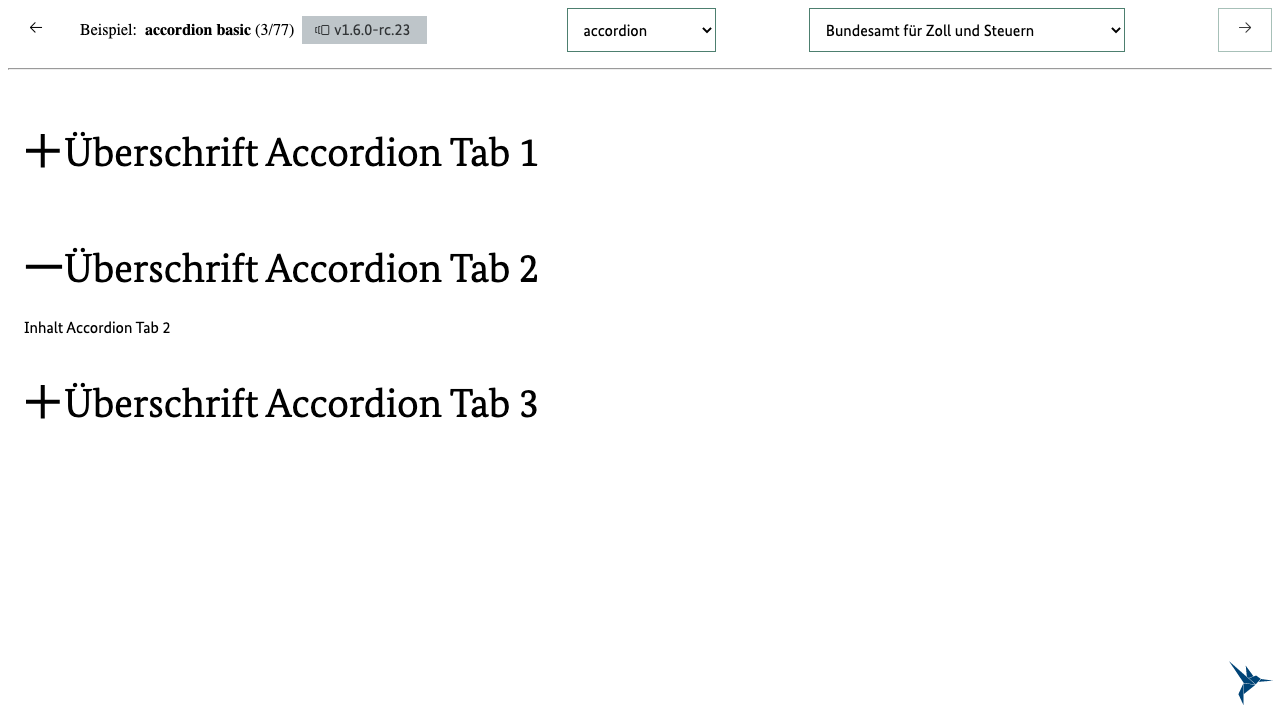 Beispiel: accordion basic (3/77) v1.6.0-rc.23 accordion Bundesamt für Zoll und Steuern
Überschrift Accordion Tab 1
Überschrift Accordion Tab 2
Inhalt Accordion Tab 2
Überschrift Accordion Tab 3